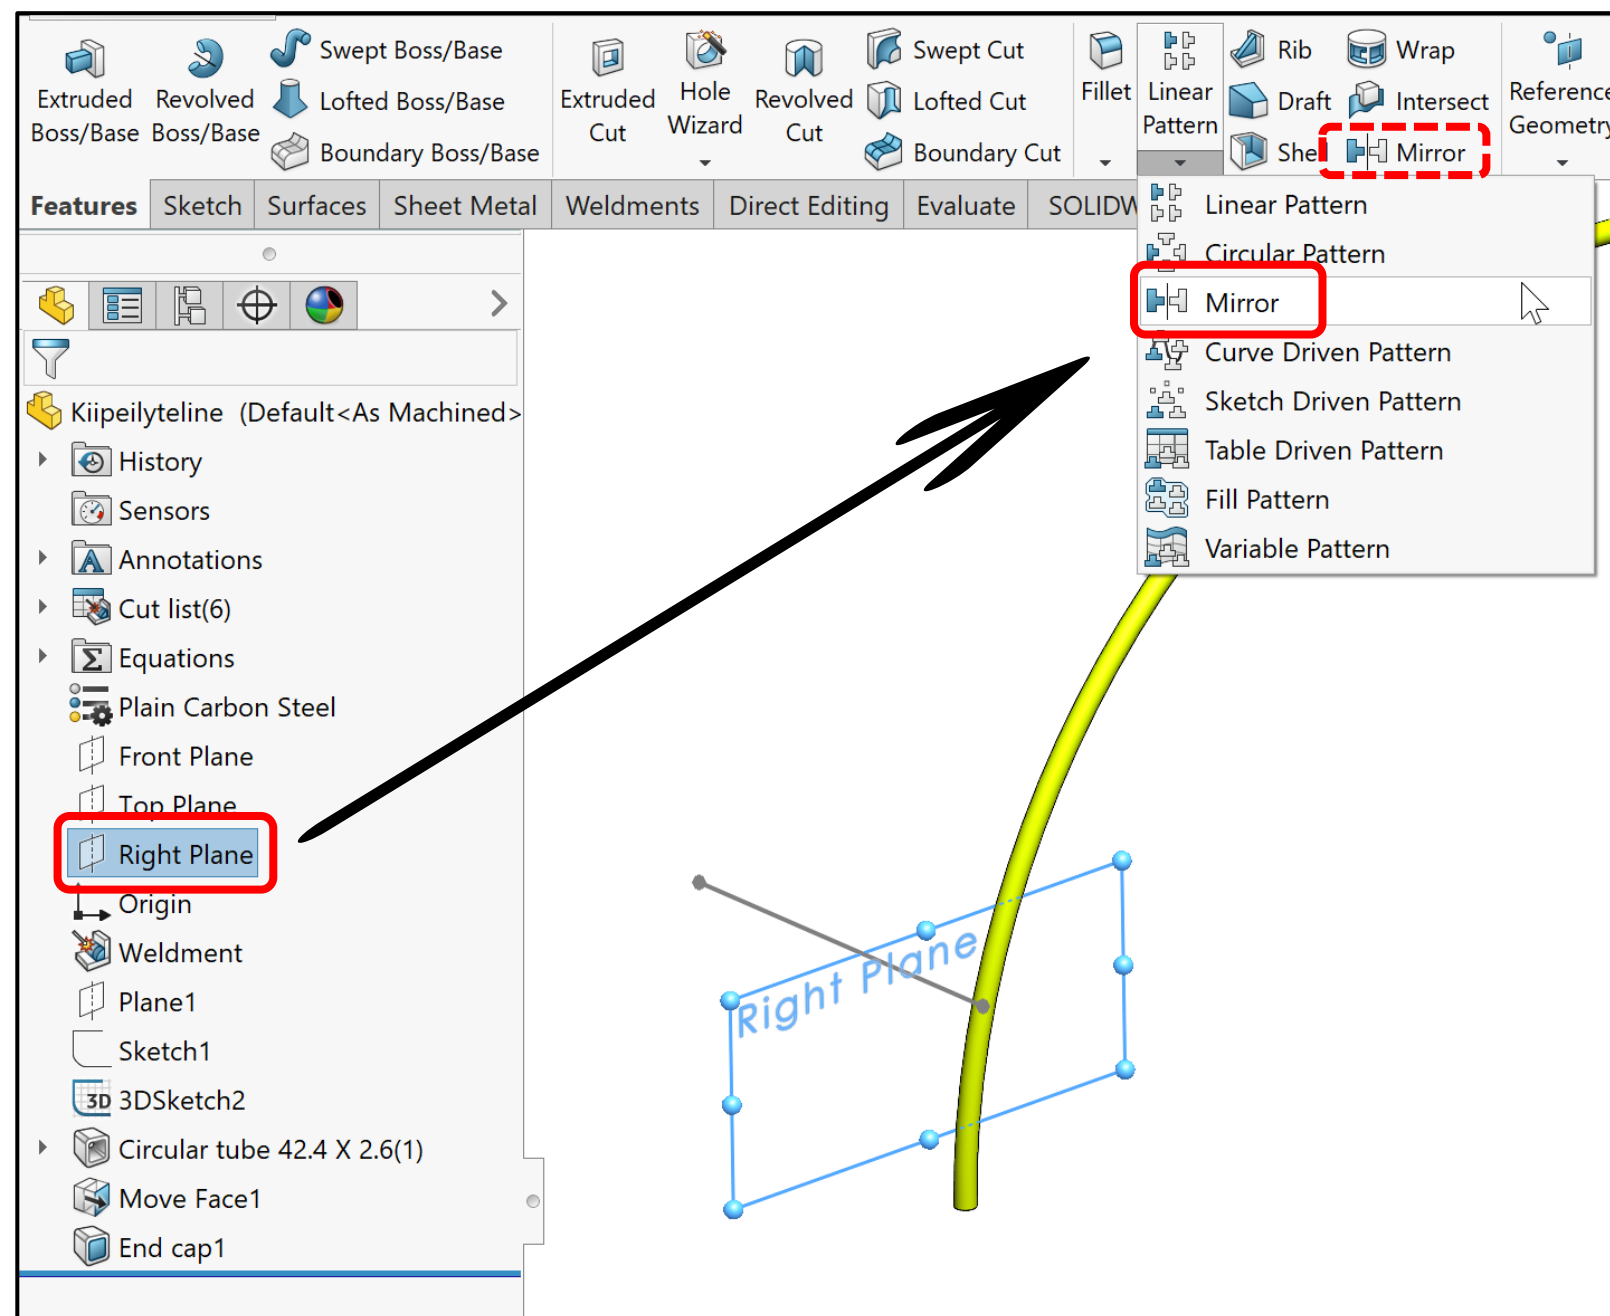 Swept Boss/Base
Extruded Boss/Base
Revolved Boss/Base
Lofted Boss/Base
Boundary Boss/Base
Extruded Cut
Hole Wizard
Revolved Cut
Swept Cut
Lofted Cut
Boundary Cut
Fillet
Linear Pattern
Rib
Draft
Shel
Wrap
Intersect
Mirror
Reference Geometry
Features
Sketch
Surfaces
Sheet Metal
Weldments
Direct Editing
Evaluate
SOLIDW
Linear Pattern
Circular Pattern
Mirror
Curve Driven Pattern
Sketch Driven Pattern
Table Driven Pattern
Fill Pattern
Variable Pattern
Kiipeilyteline (Default<As Machined>
History
Sensors
Annotations
Cut list(6)
Equations
Plain Carbon Steel
Front Plane
Top Plane
Right Plane
Origin
Weldment
Plane1
Sketch1
3D 3DSketch2
Circular tube 42.4 X 2.6(1)
Move Face1
End cap1
Right Plane